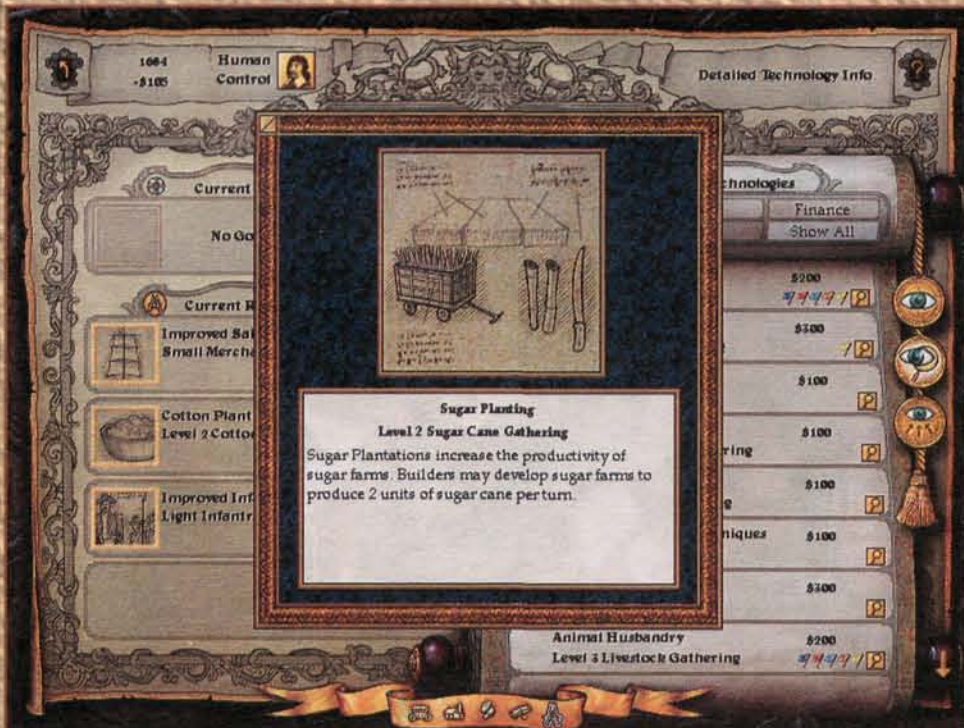 1664
-$105
Human
Control
Detailed Technology Info
Current
No Go
Current R
Improved Sai
Small Mercha
Cotton Plant
Level 2 Cotto
Improved Inf
Light Infantr
Sugar Planting
Level 2 Sugar Cane Gathering
Sugar Plantations increase the productivity of
sugar farms. Builders may develop sugar farms to
produce 2 units of sugar cane per turn.
chnologies
Finance
Show All
$200
$300
$100
$100
ring
$100
niques
$100
$300
Animal Husbandry
$200
Level 3 Livestock Gathering